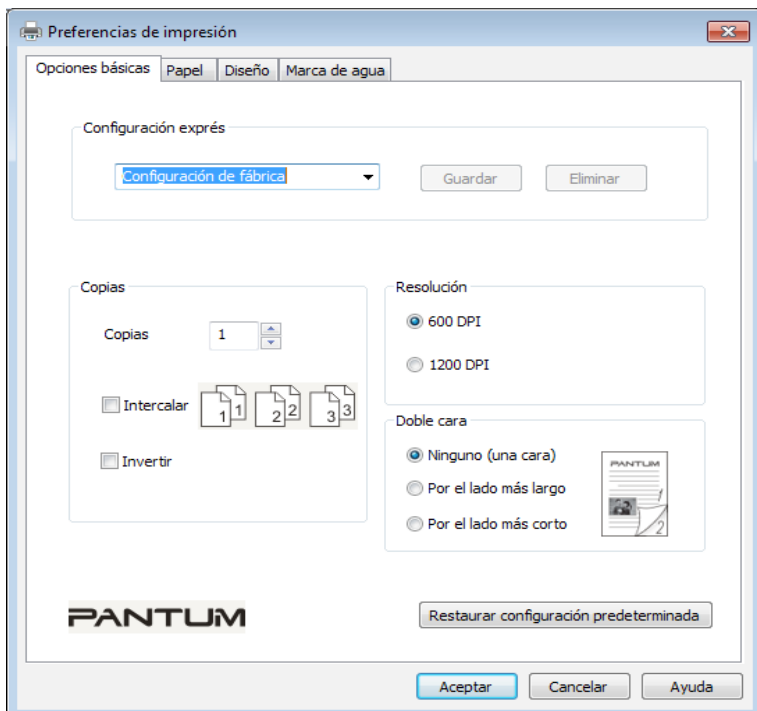 Preferencias de impresión
Opciones básicas Papel Diseño Marca de agua
Configuración exprés
Configuración de fábrica Guardar Eliminar
Copias
Copias 1
Intercalar 1 1 2 2 3 3
Invertir
Resolución
600 DPI
1200 DPI
Doble cara
Ninguno (una cara)
Por el lado más largo
Por el lado más corto
PANTUM
1
2
PANTUM
Restaurar configuración predeterminada
Aceptar Cancelar Ayuda